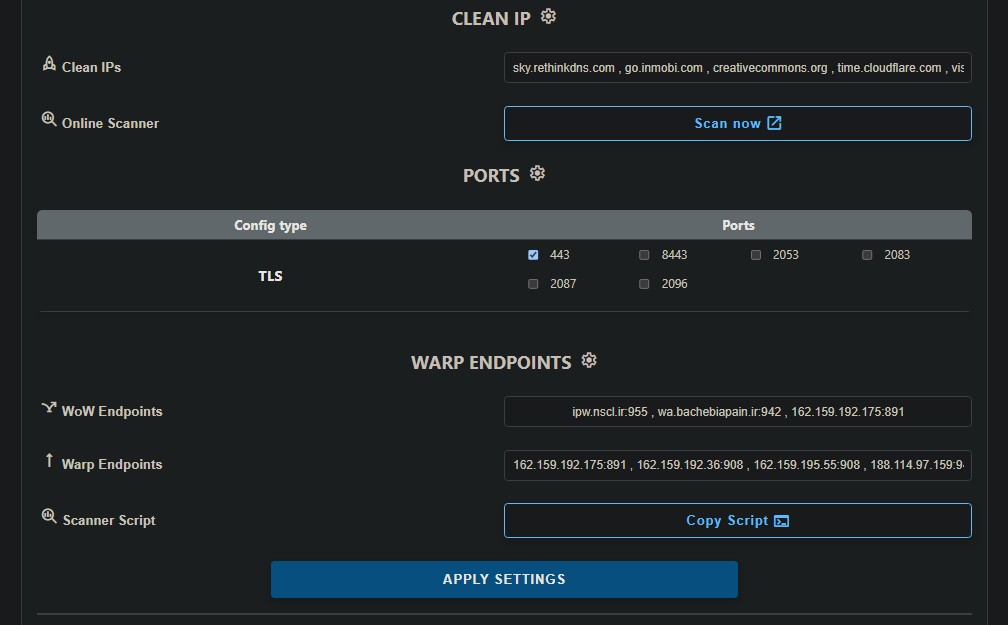 CLEAN IP
Clean IPs
sky.rethinkdns.com , go.inmobi.com , creativecommons.org , time.cloudflare.com , vis
Online Scanner
Scan now
PORTS
Config type Ports
TLS
443 8443 2053 2083
2087 2096
WARP ENDPOINTS
WoW Endpoints
ipw.nscl.ir:955 , wa.bachebiapain.ir:942 , 162.159.192.175:891
Warp Endpoints
162.159.192.175:891 , 162.159.192.36:908 , 162.159.195.55:908 , 188.114.97.159:9
Scanner Script
Copy Script
APPLY SETTINGS